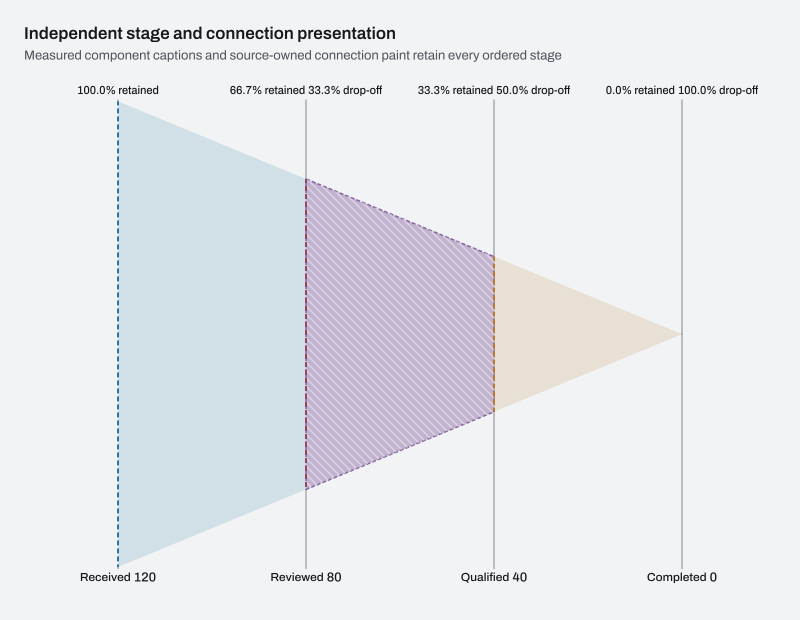 Independent stage and connection presentation
Measured component captions and source-owned connection paint retain every ordered stage
100.0% retained
66.7% retained 33.3% drop-off
33.3% retained 50.0% drop-off
0.0% retained 100.0% drop-off
Received 120
Reviewed 80
Qualified 40
Completed 0